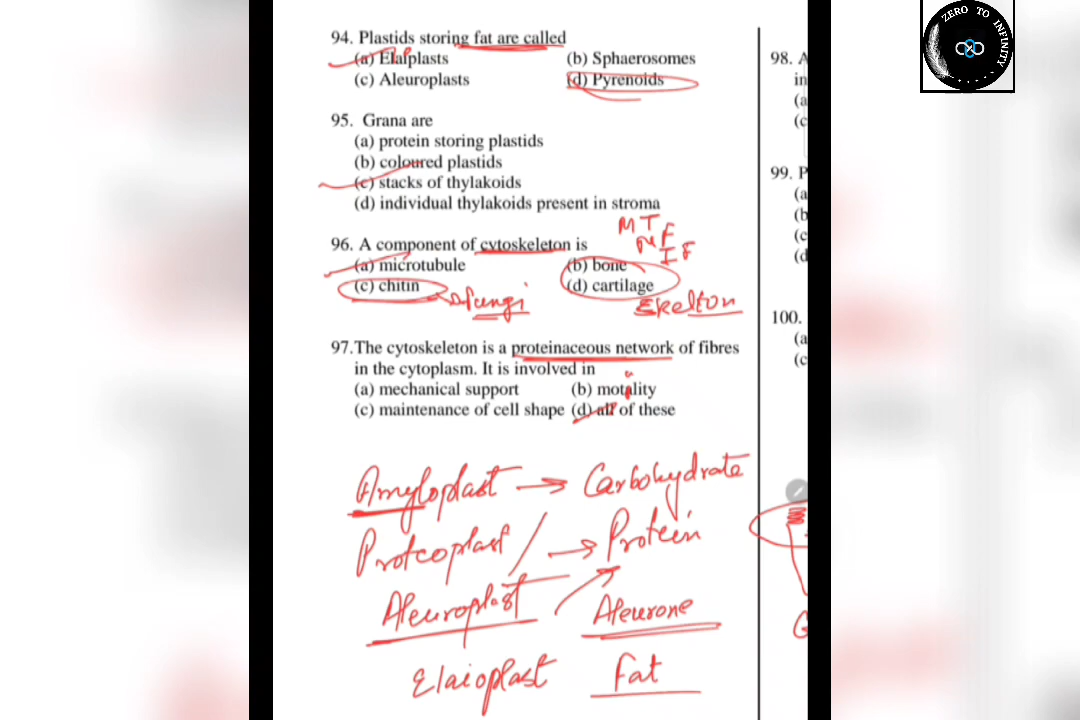 ZERO TO INFINITY
94. Plastids storing fat are called
(a) Elaioplasts (b) Sphaerosomes
(c) Aleuroplasts (d) Pyrenoids
95. Grana are
(a) protein storing plastids
(b) coloured plastids
(c) stacks of thylakoids
(d) individual thylakoids present in stroma
MT
MF
IF
96. A component of cytoskeleton is
(a) microtubule (b) bone
(c) chitin (d) cartilage
fungi Skelton
97.The cytoskeleton is a proteinaceous network of fibres
in the cytoplasm. It is involved in
(a) mechanical support (b) motility
(c) maintenance of cell shape (d) all of these
Amyloplast → Carbohydrate
Proteoplast / → Protein
Aleuroplast Aleurone
Elaioplast Fat
98. A
in
(a
(c
99. P
(a
(b
(c
(d
100.
(a
(c